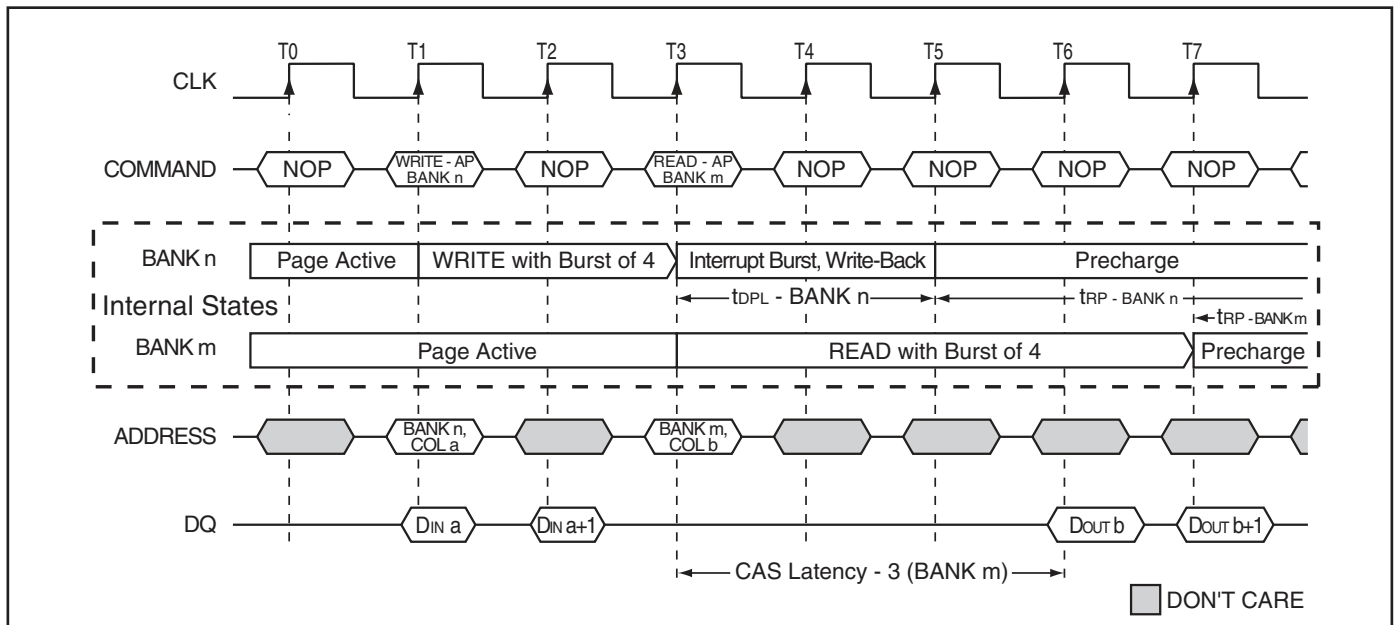 T0 T1 T2 T3 T4 T5 T6 T7
CLK
COMMAND NOP WRITE - AP BANK n NOP READ - AP BANK m NOP NOP NOP NOP
BANK n Page Active WRITE with Burst of 4 Interrupt Burst, Write-Back Precharge
tDPL - BANK n tRP - BANK n
Internal States
tRP - BANK m
BANK m Page Active READ with Burst of 4 Precharge
ADDRESS BANK n, COL a BANK m, COL b
DQ DIN a DIN a+1 DOUT b DOUT b+1
CAS Latency - 3 (BANK m)
DON'T CARE